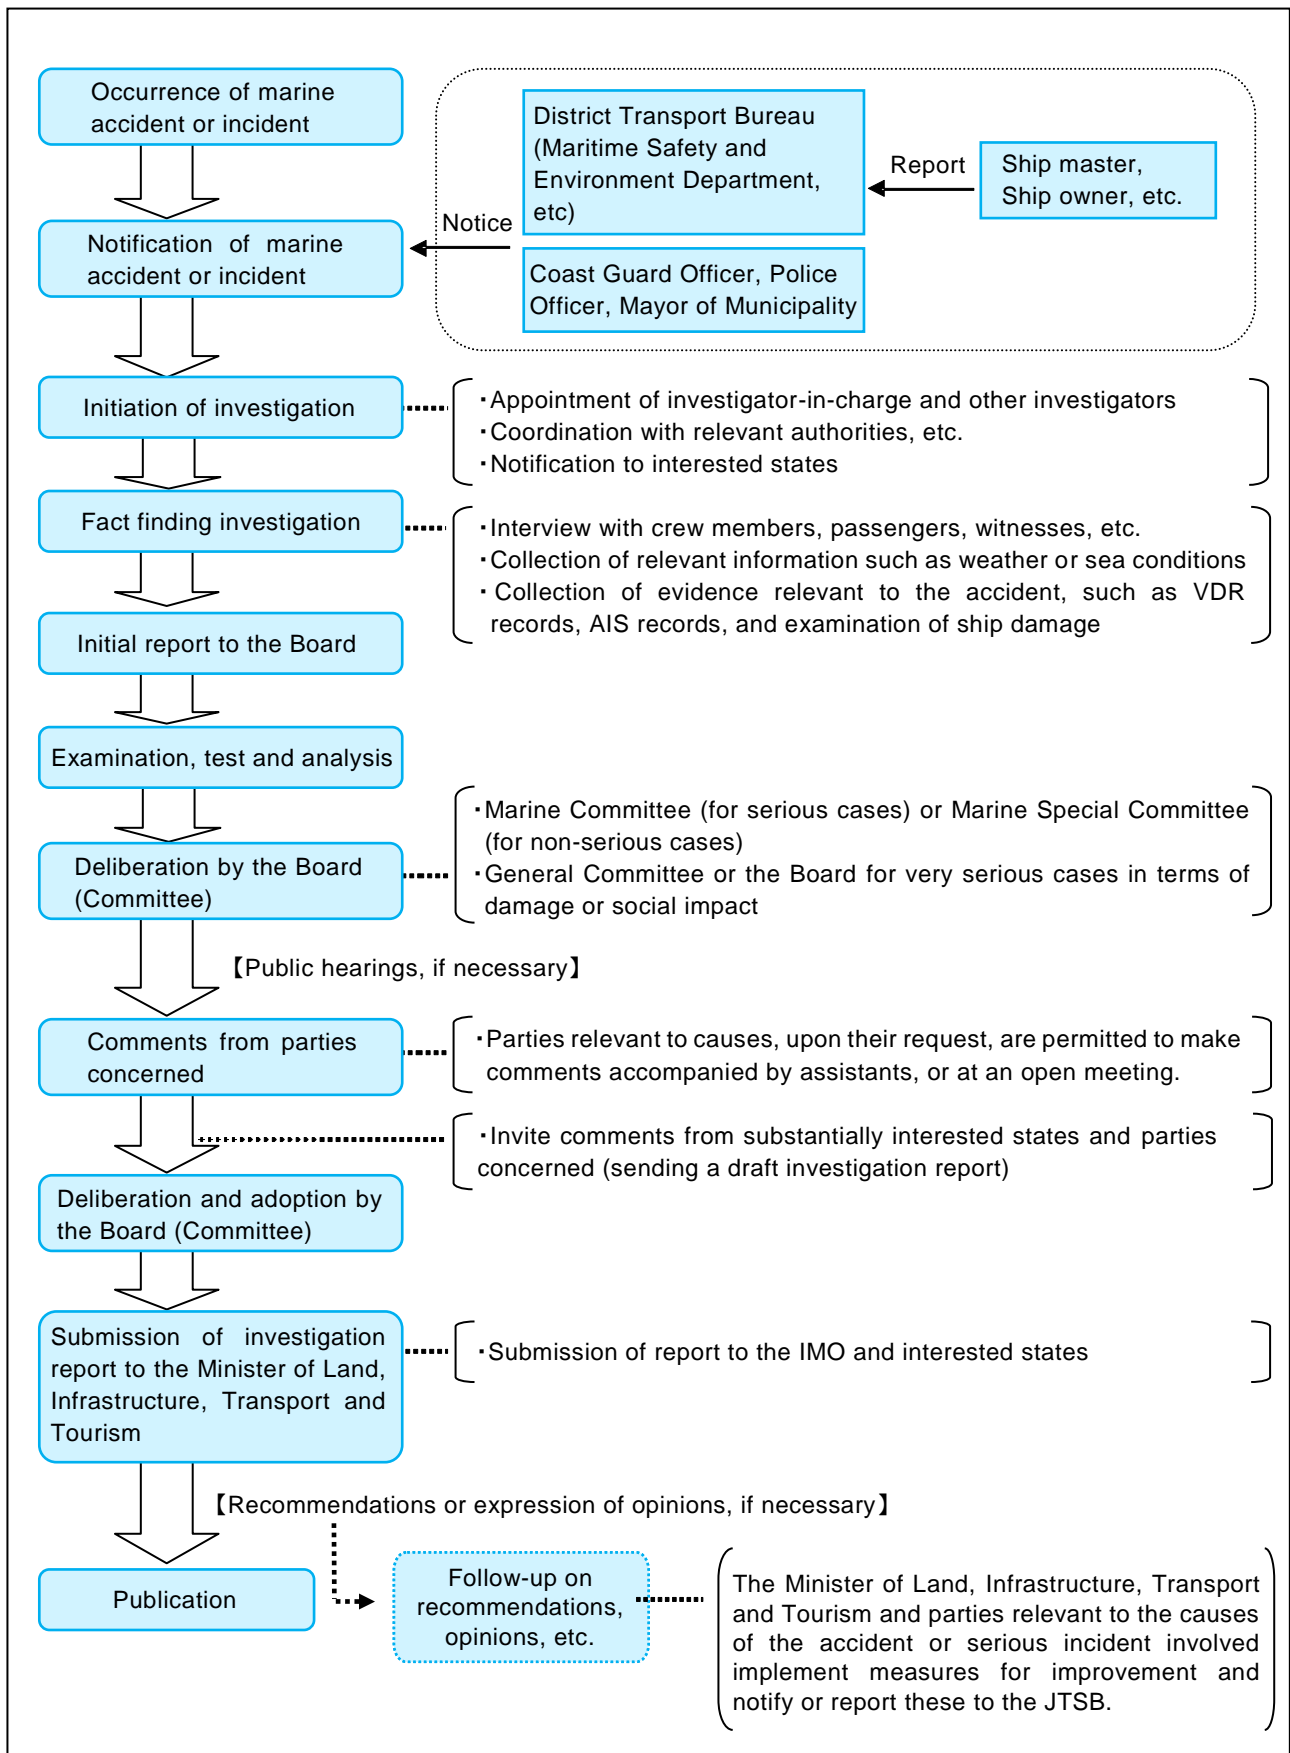 Occurrence of marine
accident or incident
District Transport Bureau
(Maritime Safety and
Environment Department,
etc)
Report
Ship master,
Ship owner, etc.
Notice
Notification of marine
accident or incident
Coast Guard Officer, Police
Officer, Mayor of Municipality
Initiation of investigation
・Appointment of investigator-in-charge and other investigators
・Coordination with relevant authorities, etc.
・Notification to interested states
Fact finding investigation
・Interview with crew members, passengers, witnesses, etc.
・Collection of relevant information such as weather or sea conditions
・Collection of evidence relevant to the accident, such as VDR
records, AIS records, and examination of ship damage
Initial report to the Board
Examination, test and analysis
・Marine Committee (for serious cases) or Marine Special Committee
(for non-serious cases)
・General Committee or the Board for very serious cases in terms of
damage or social impact
Deliberation by the Board
(Committee)
【Public hearings, if necessary】
Comments from parties
concerned
・Parties relevant to causes, upon their request, are permitted to make
comments accompanied by assistants, or at an open meeting.
・Invite comments from substantially interested states and parties
concerned (sending a draft investigation report)
Deliberation and adoption by
the Board (Committee)
Submission of investigation
report to the Minister of Land,
Infrastructure, Transport and
Tourism
・Submission of report to the IMO and interested states
【Recommendations or expression of opinions, if necessary】
Publication
Follow-up on
recommendations,
opinions, etc.
The Minister of Land, Infrastructure, Transport
and Tourism and parties relevant to the causes
of the accident or serious incident involved
implement measures for improvement and
notify or report these to the JTSB.